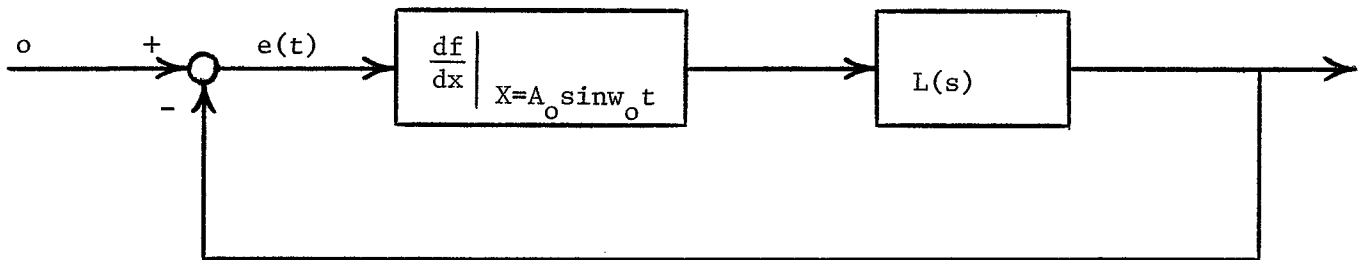 o
+
e(t)
-
df
dx
X=A_o sinw_o t
L(s)